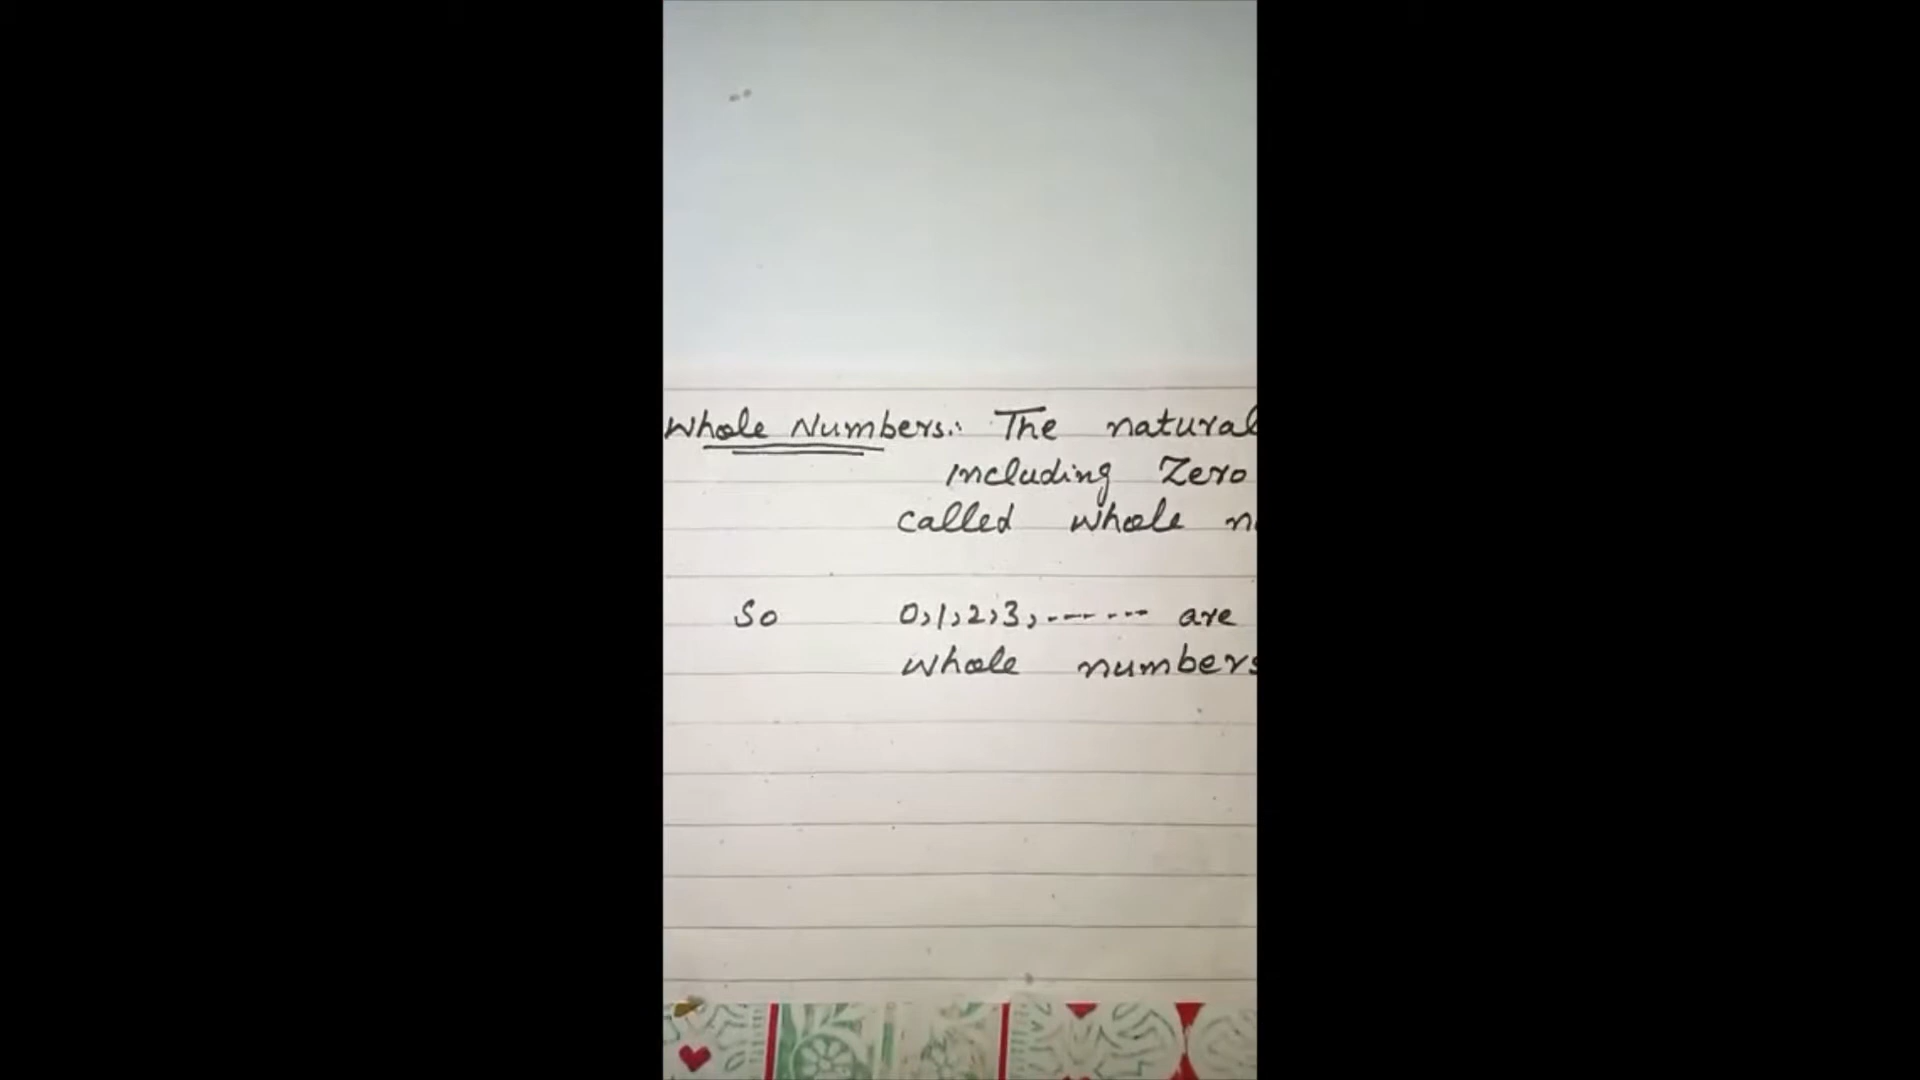 Whole Numbers:: The natural
including Zero
called whole
So 0,1,2,3,------- are
whole numbers